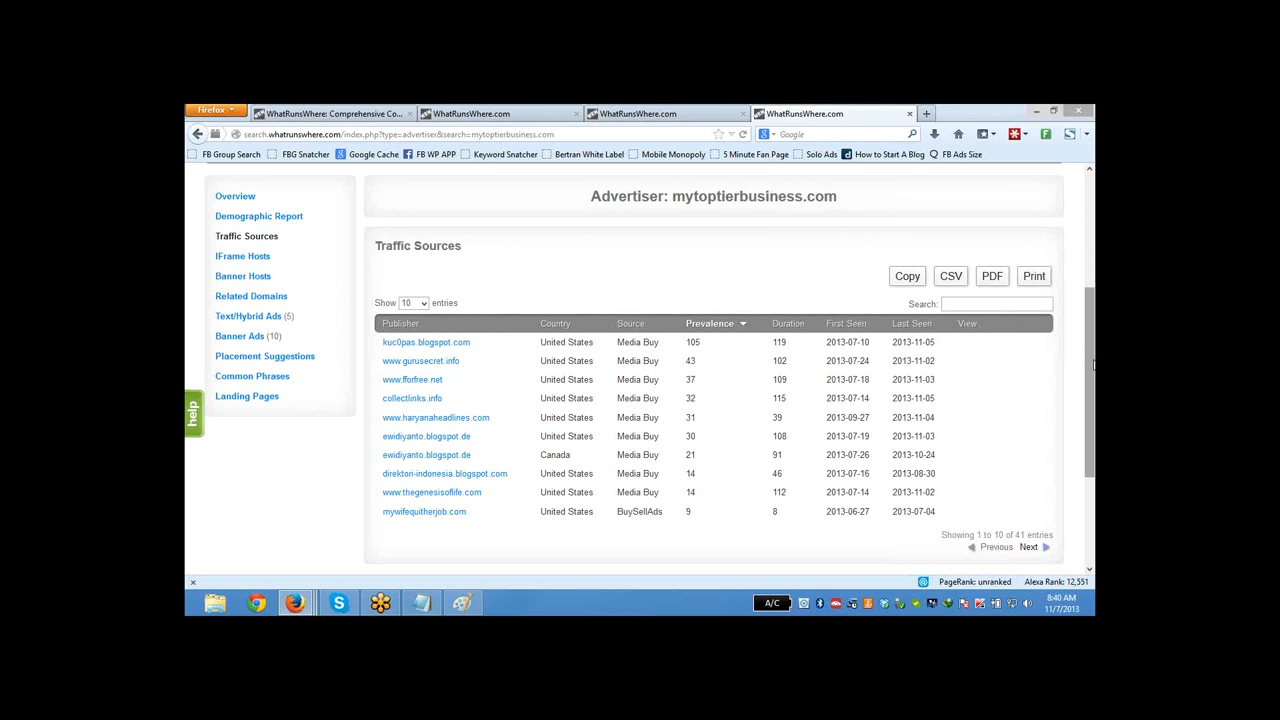 Firefox
WhatRunsWhere: Comprehensive Co...
WhatRunsWhere.com
WhatRunsWhere.com
WhatRunsWhere.com
search.whatrunswhere.com/index.php?type=advertiser&search=mytoptierbusiness.com
Google
FB Group Search FBG Snatcher Google Cache FB WP APP Keyword Snatcher Bertran White Label Mobile Monopoly 5 Minute Fan Page Solo Ads How to Start A Blog FB Ads Size
Overview
Demographic Report
Traffic Sources
IFrame Hosts
Banner Hosts
Related Domains
Text/Hybrid Ads (5)
Banner Ads (10)
Placement Suggestions
Common Phrases
Landing Pages
help
Advertiser: mytoptierbusiness.com
Traffic Sources
Copy CSV PDF Print
Show 10 entries
Search:
Publisher Country Source Prevalence Duration First Seen Last Seen View
kuc0pas.blogspot.com United States Media Buy 105 119 2013-07-10 2013-11-05
www.gurusecret.info United States Media Buy 43 102 2013-07-24 2013-11-02
www.fforfree.net United States Media Buy 37 109 2013-07-18 2013-11-03
collectlinks.info United States Media Buy 32 115 2013-07-14 2013-11-05
www.haryanaheadlines.com United States Media Buy 31 39 2013-09-27 2013-11-04
ewidiyanto.blogspot.de United States Media Buy 30 108 2013-07-19 2013-11-03
ewidiyanto.blogspot.de Canada Media Buy 21 91 2013-07-26 2013-10-24
direktori-indonesia.blogspot.com United States Media Buy 14 46 2013-07-16 2013-08-30
www.thegenesisoflife.com United States Media Buy 14 112 2013-07-14 2013-11-02
mywifequitherjob.com United States BuySellAds 9 8 2013-06-27 2013-07-04
Showing 1 to 10 of 41 entries
Previous Next
PageRank: unranked Alexa Rank: 12,551
A/C
8:40 AM
11/7/2013